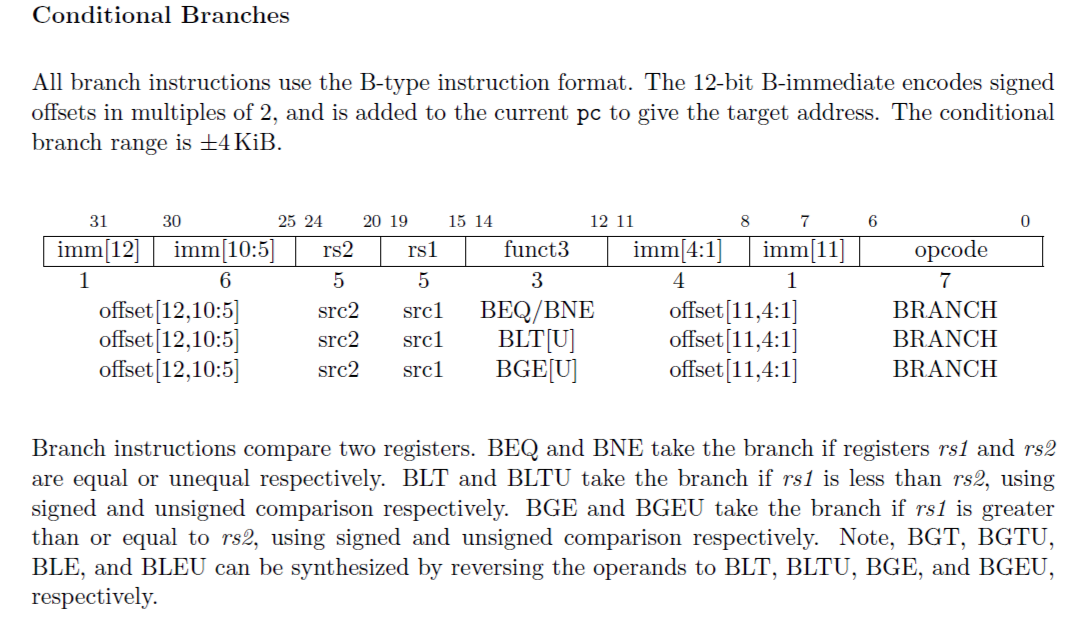 Conditional Branches
All branch instructions use the B-type instruction format. The 12-bit B-immediate encodes signed
offsets in multiples of 2, and is added to the current pc to give the target address. The conditional
branch range is ±4 KiB.
31 30 25 24 20 19 15 14 12 11 8 7 6 0
imm[12] imm[10:5] rs2 rs1 funct3 imm[4:1] imm[11] opcode
1 6 5 5 3 4 1 7
offset[12,10:5] src2 src1 BEQ/BNE offset[11,4:1] BRANCH
offset[12,10:5] src2 src1 BLT[U] offset[11,4:1] BRANCH
offset[12,10:5] src2 src1 BGE[U] offset[11,4:1] BRANCH
Branch instructions compare two registers. BEQ and BNE take the branch if registers rs1 and rs2
are equal or unequal respectively. BLT and BLTU take the branch if rs1 is less than rs2, using
signed and unsigned comparison respectively. BGE and BGEU take the branch if rs1 is greater
than or equal to rs2, using signed and unsigned comparison respectively. Note, BGT, BGTU,
BLE, and BLEU can be synthesized by reversing the operands to BLT, BLTU, BGE, and BGEU,
respectively.